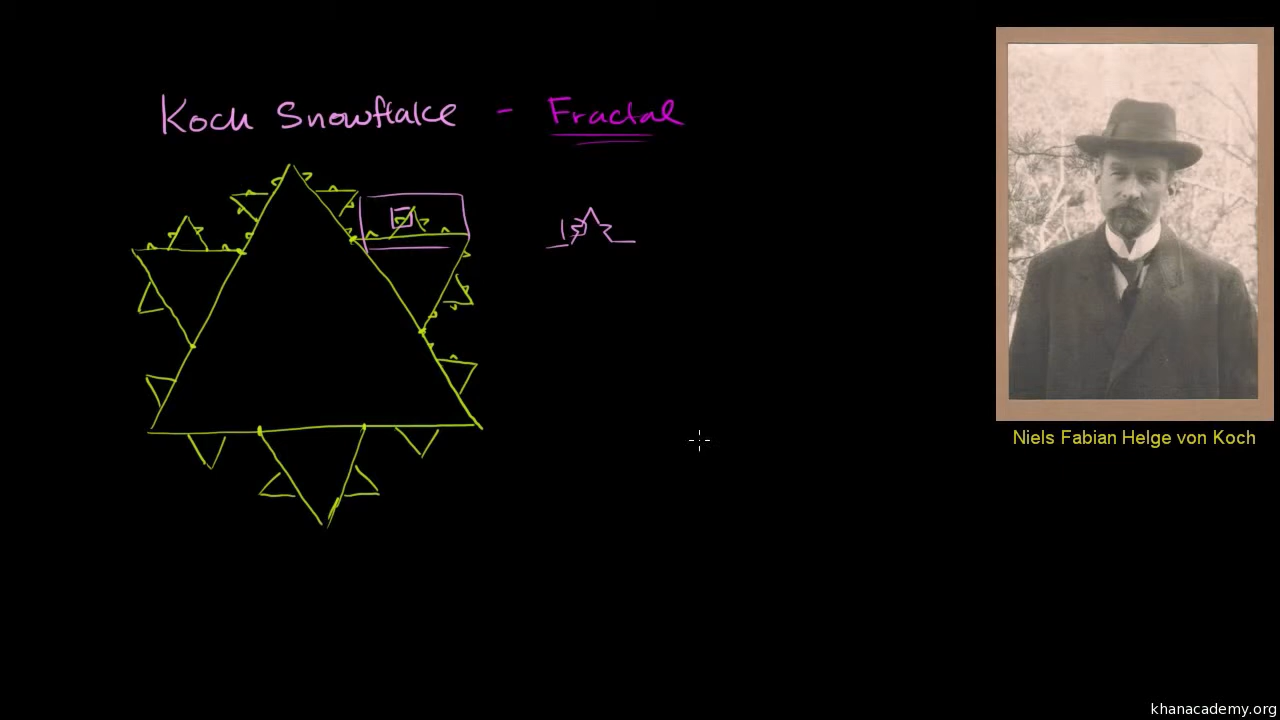 Koch Snowflake - Fractal
Niels Fabian Helge von Koch
khanacademy.org